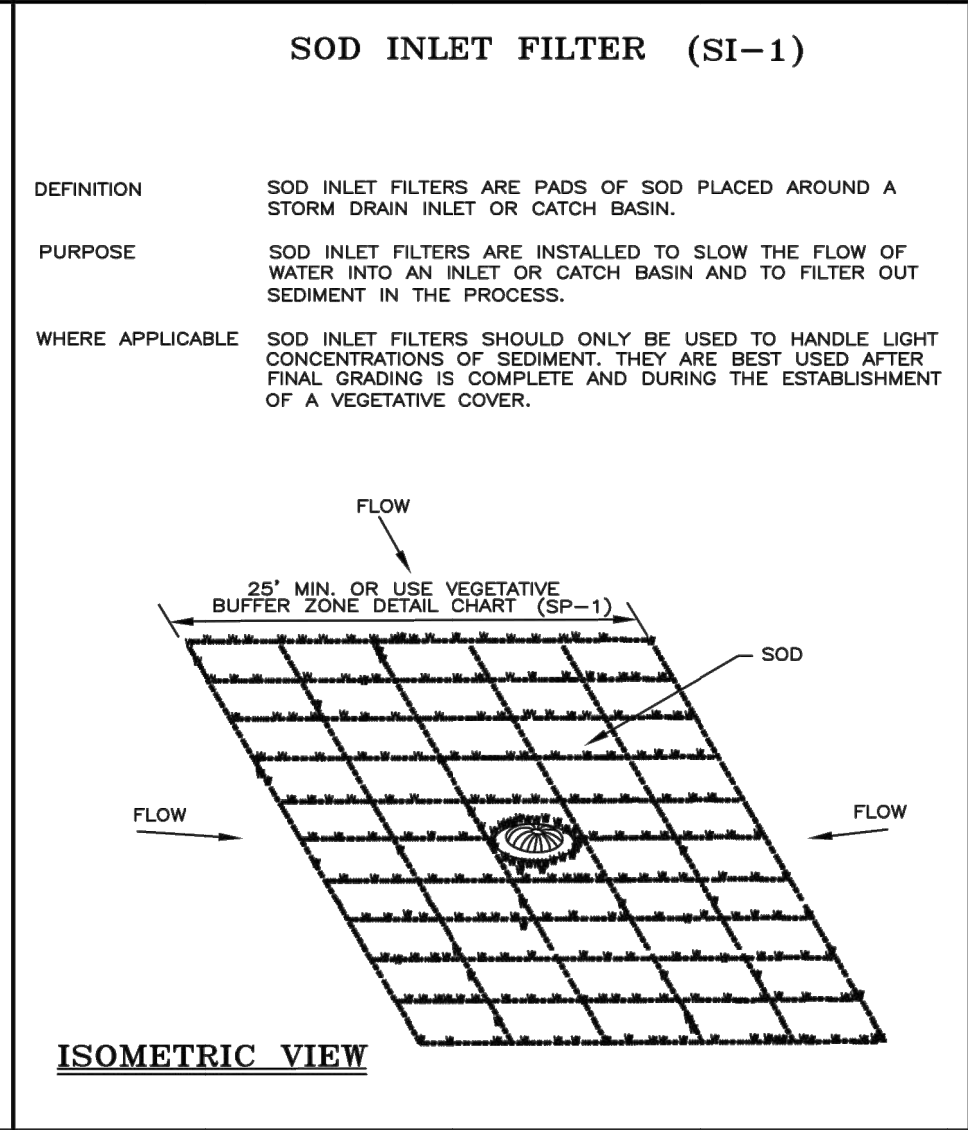 SOD INLET FILTER (SI-1)
DEFINITION SOD INLET FILTERS ARE PADS OF SOD PLACED AROUND A
STORM DRAIN INLET OR CATCH BASIN.
PURPOSE SOD INLET FILTERS ARE INSTALLED TO SLOW THE FLOW OF
WATER INTO AN INLET OR CATCH BASIN AND TO FILTER OUT
SEDIMENT IN THE PROCESS.
WHERE APPLICABLE SOD INLET FILTERS SHOULD ONLY BE USED TO HANDLE LIGHT
CONCENTRATIONS OF SEDIMENT. THEY ARE BEST USED AFTER
FINAL GRADING IS COMPLETE AND DURING THE ESTABLISHMENT
OF A VEGETATIVE COVER.
FLOW
25' MIN. OR USE VEGETATIVE
BUFFER ZONE DETAIL CHART (SP-1)
SOD
FLOW
FLOW
ISOMETRIC VIEW